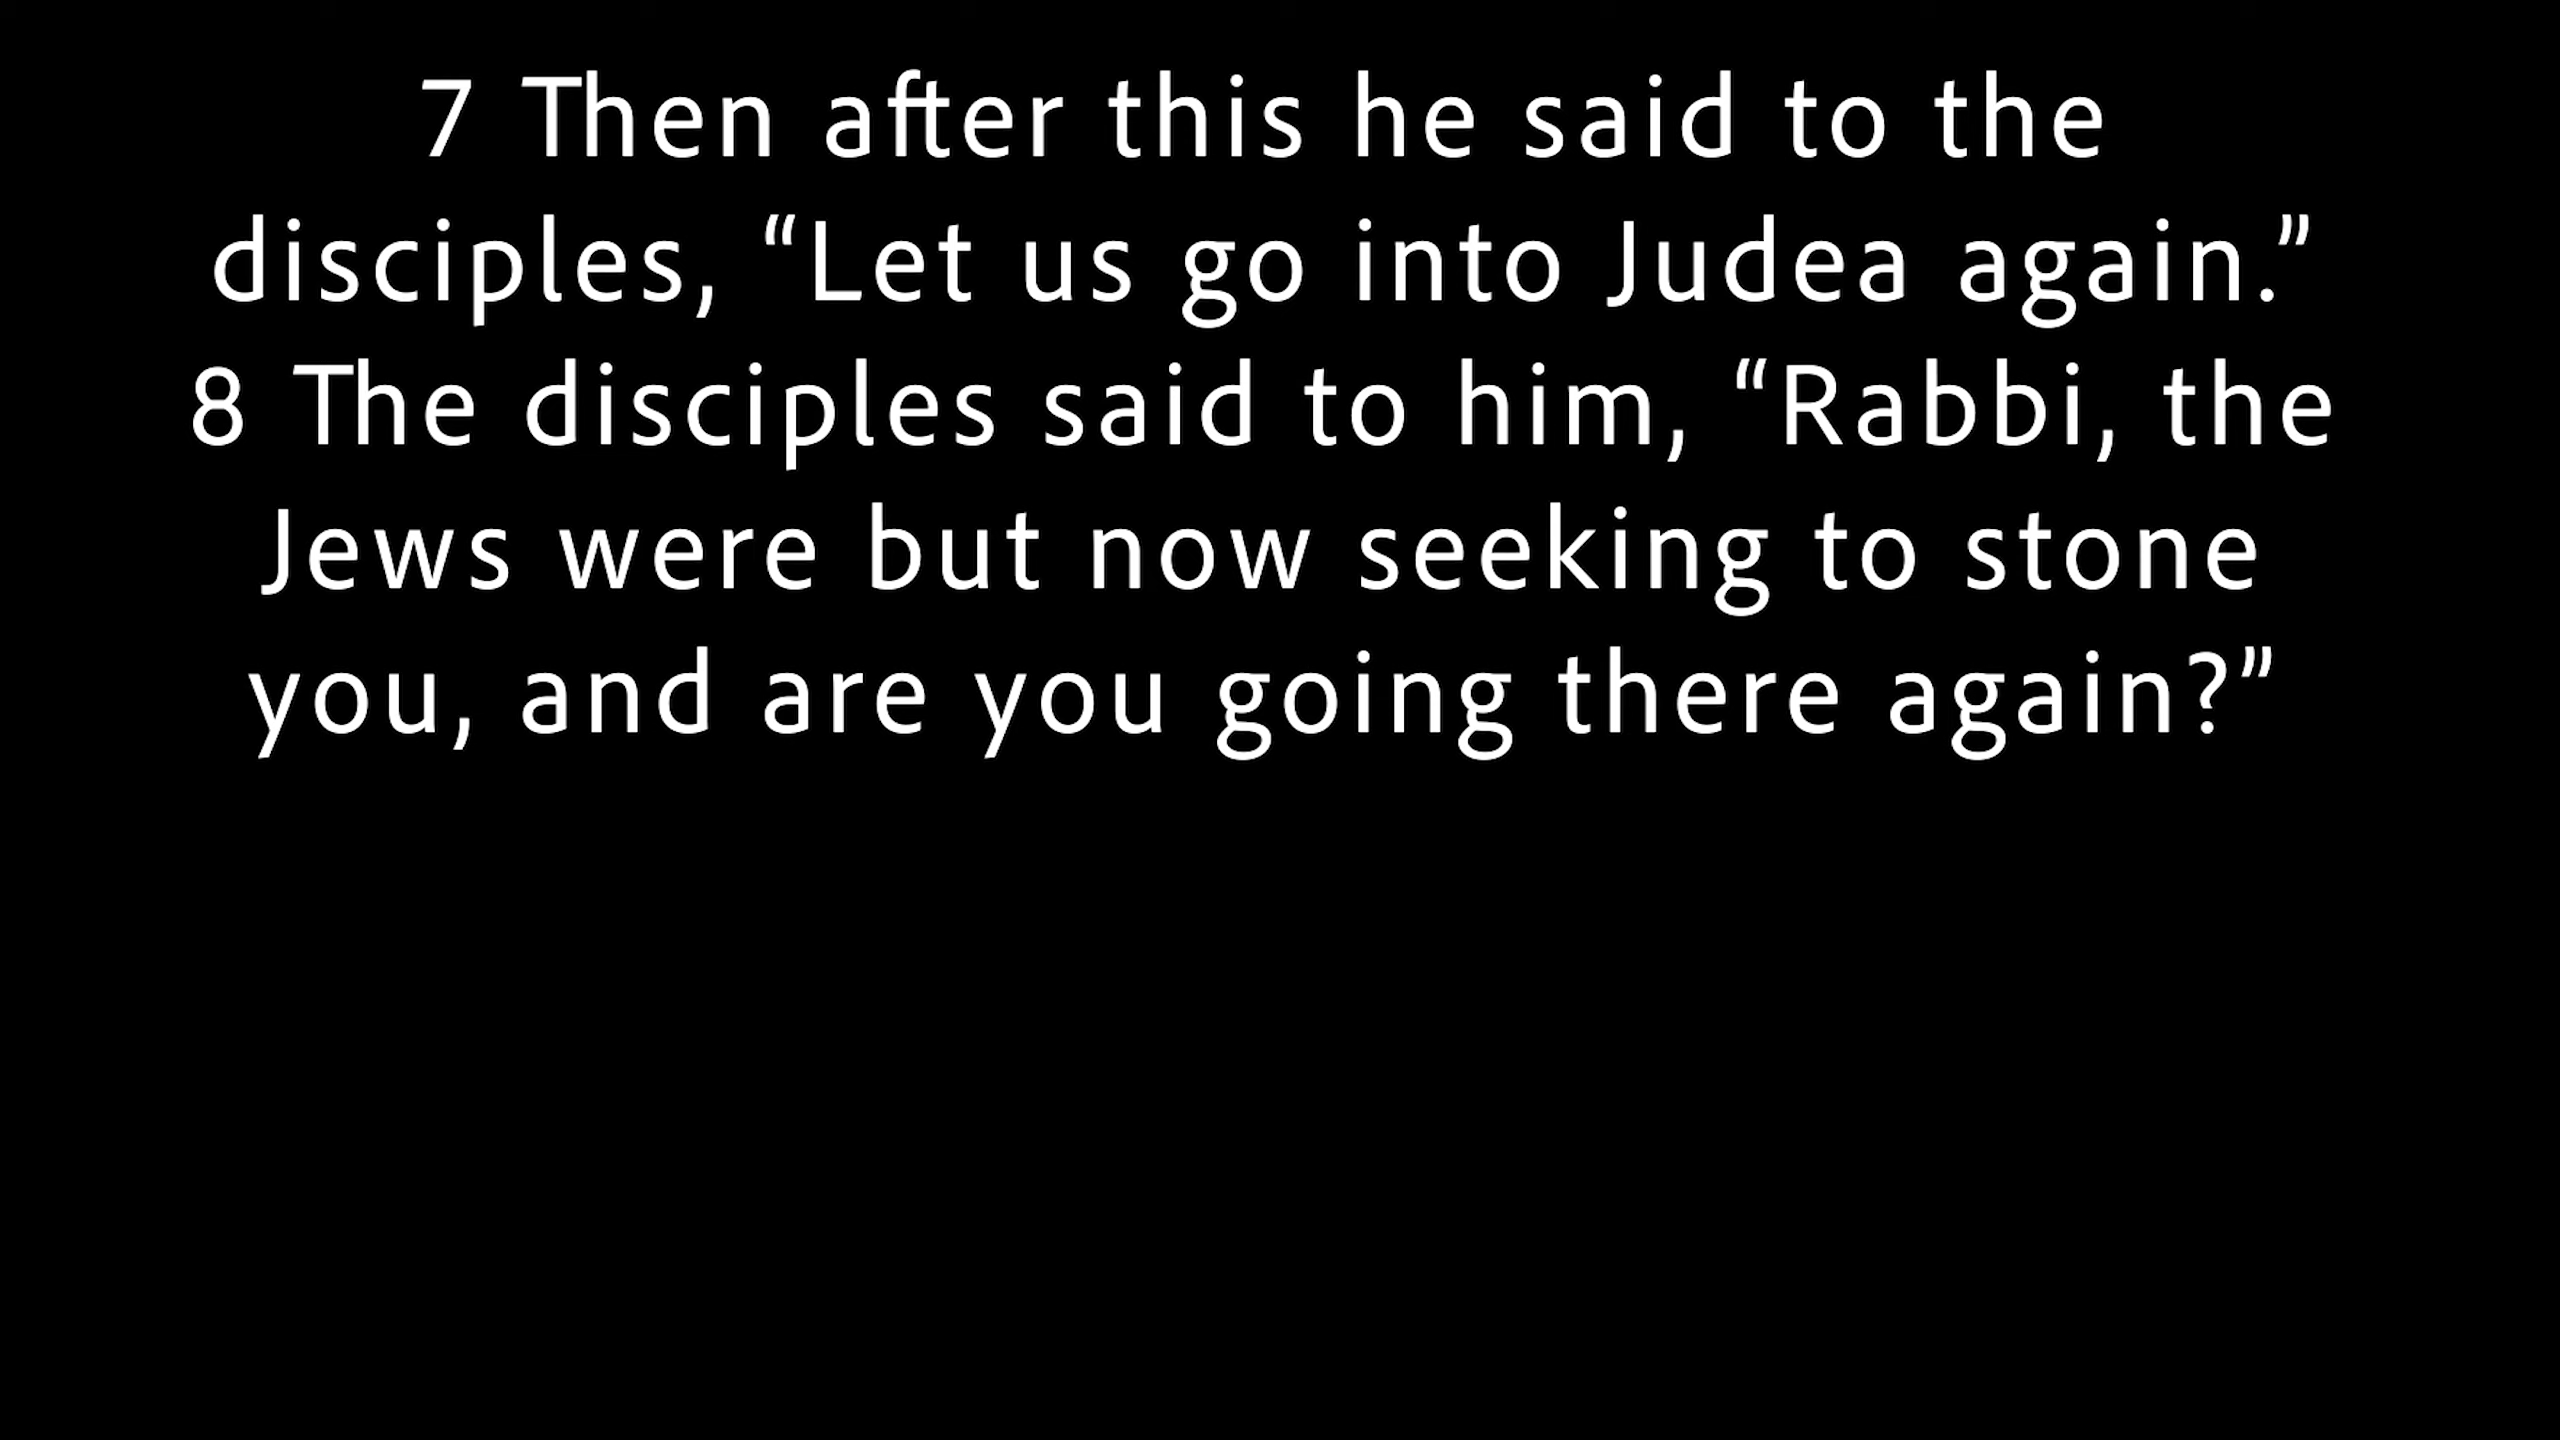 7 Then after this he said to the
disciples, “Let us go into Judea again.”
8 The disciples said to him, “Rabbi, the
Jews were but now seeking to stone
you, and are you going there again?”